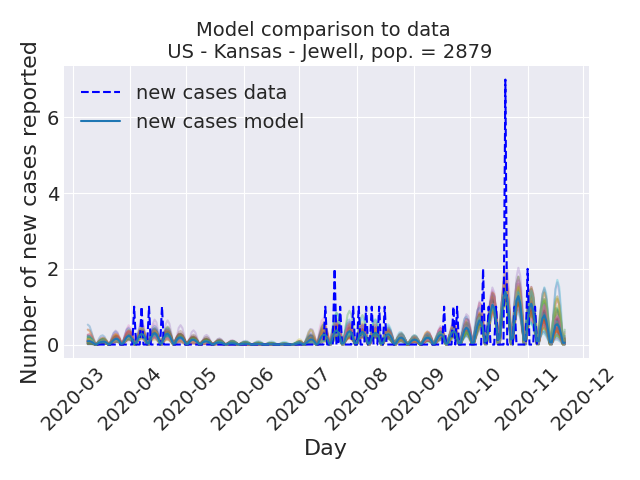 Model comparison to data
US - Kansas - Jewell, pop. = 2879
Number of new cases reported
new cases data
new cases model
6
4
2
0
2020-03
2020-04
2020-05
2020-06
2020-07
2020-08
2020-09
2020-10
2020-11
2020-12
Day